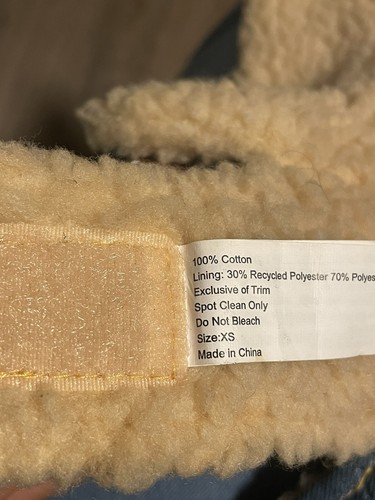 100% Cotton
Lining: 30% Recycled Polyester 70% Polyes
Exclusive of Trim
Spot Clean Only
Do Not Bleach
Size:XS
Made in China